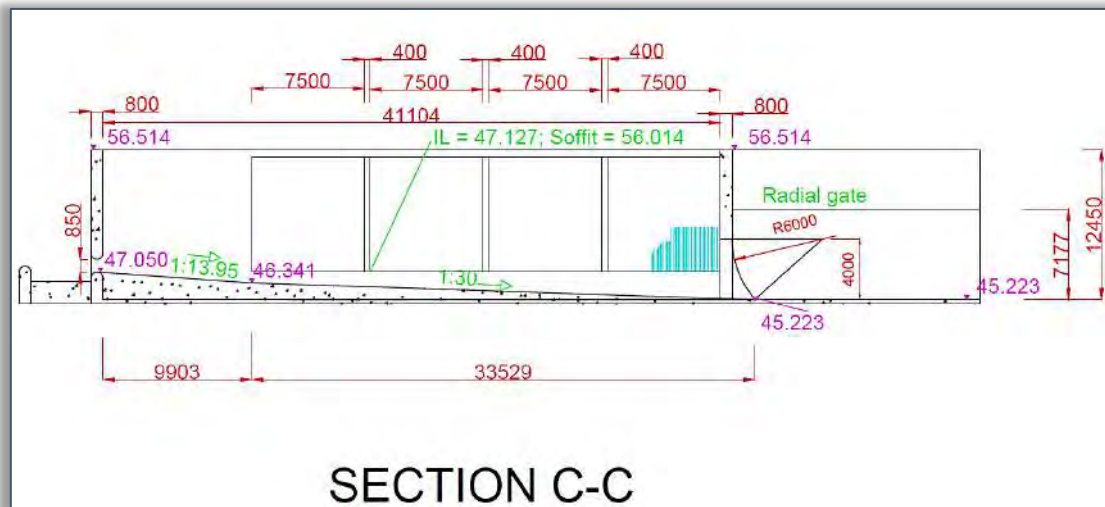 400 400 400
7500 7500 7500 7500
800 41104 800
56.514 IL = 47.127; Soffit = 56.014 56.514
Radial gate
R6000
850
12450
7177
4000
47.050
1:13.95 46.341 1:30
45.223
45.223
9903 33529
SECTION C-C